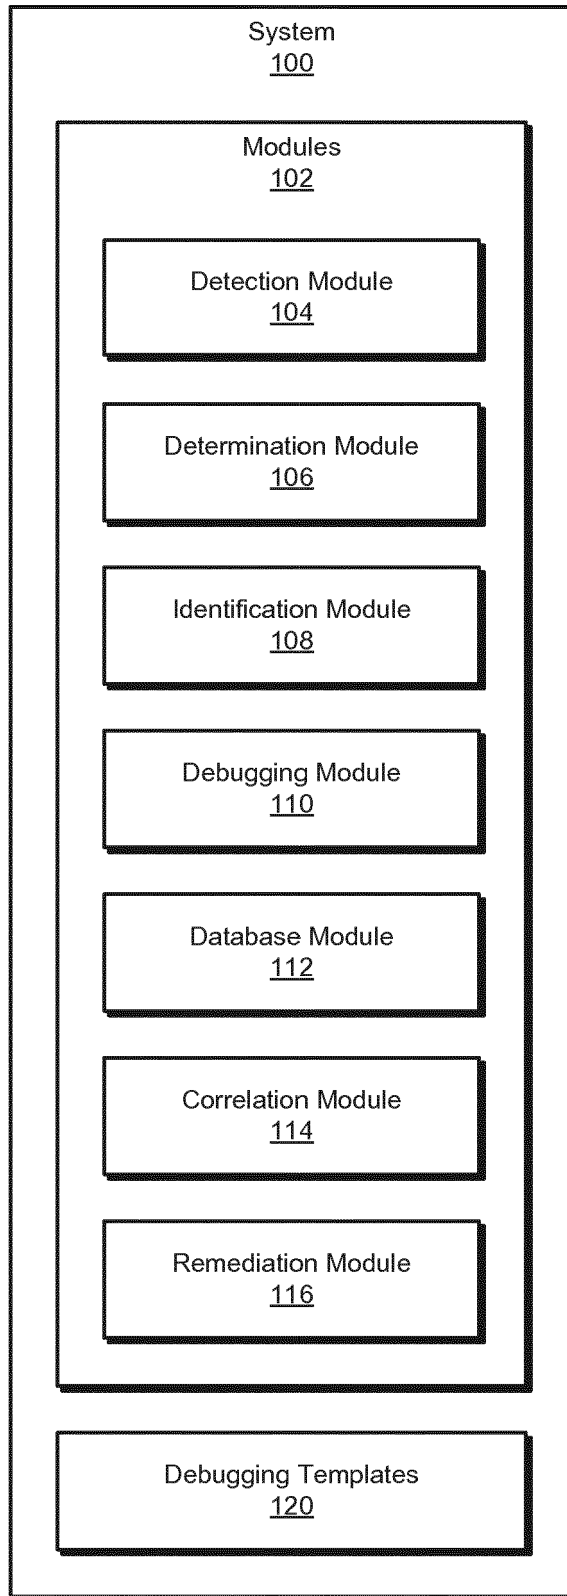 System
100
Modules
102
Detection Module
104
Determination Module
106
Identification Module
108
Debugging Module
110
Database Module
112
Correlation Module
114
Remediation Module
116
Debugging Templates
120